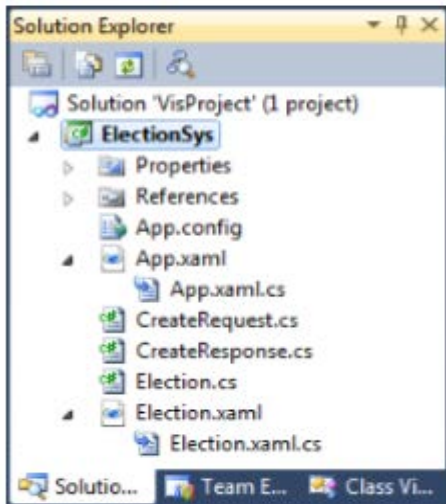 Solution Explorer
Solution 'VisProject' (1 project)
ElectionSys
Properties
References
App.config
App.xaml
App.xaml.cs
CreateRequest.cs
CreateResponse.cs
Election.cs
Election.xaml
Election.xaml.cs
Solutio... Team E... Class Vi...